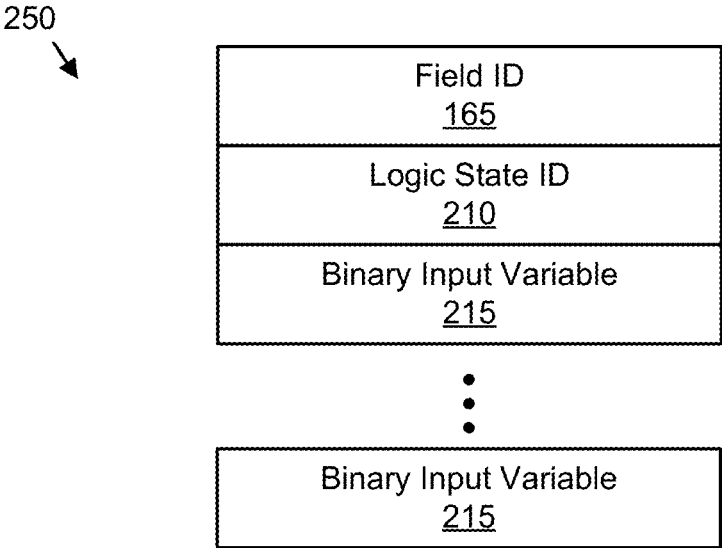 250
Field ID
165
Logic State ID
210
Binary Input Variable
215
Binary Input Variable
215